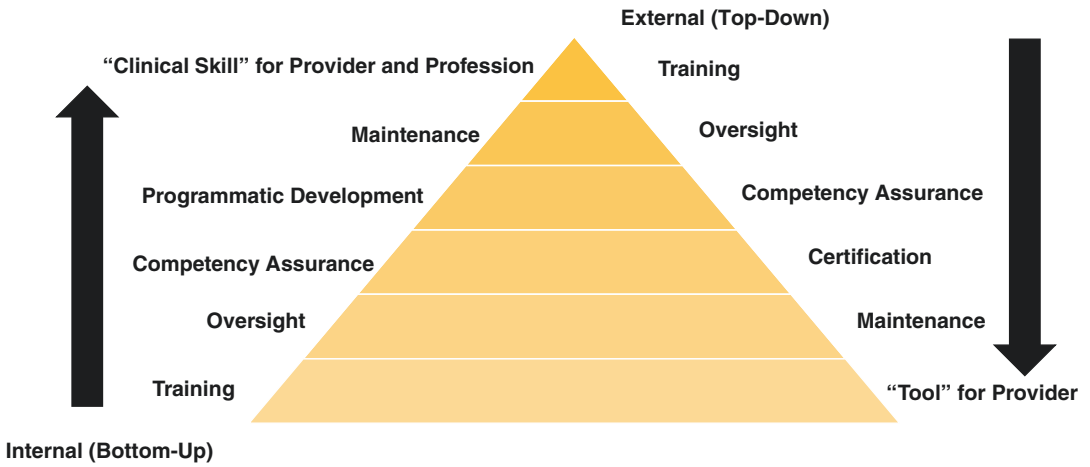 External (Top-Down)
“Clinical Skill” for Provider and Profession
Training
Maintenance
Oversight
Programmatic Development
Competency Assurance
Competency Assurance
Certification
Oversight
Maintenance
Training
“Tool” for Provider
Internal (Bottom-Up)